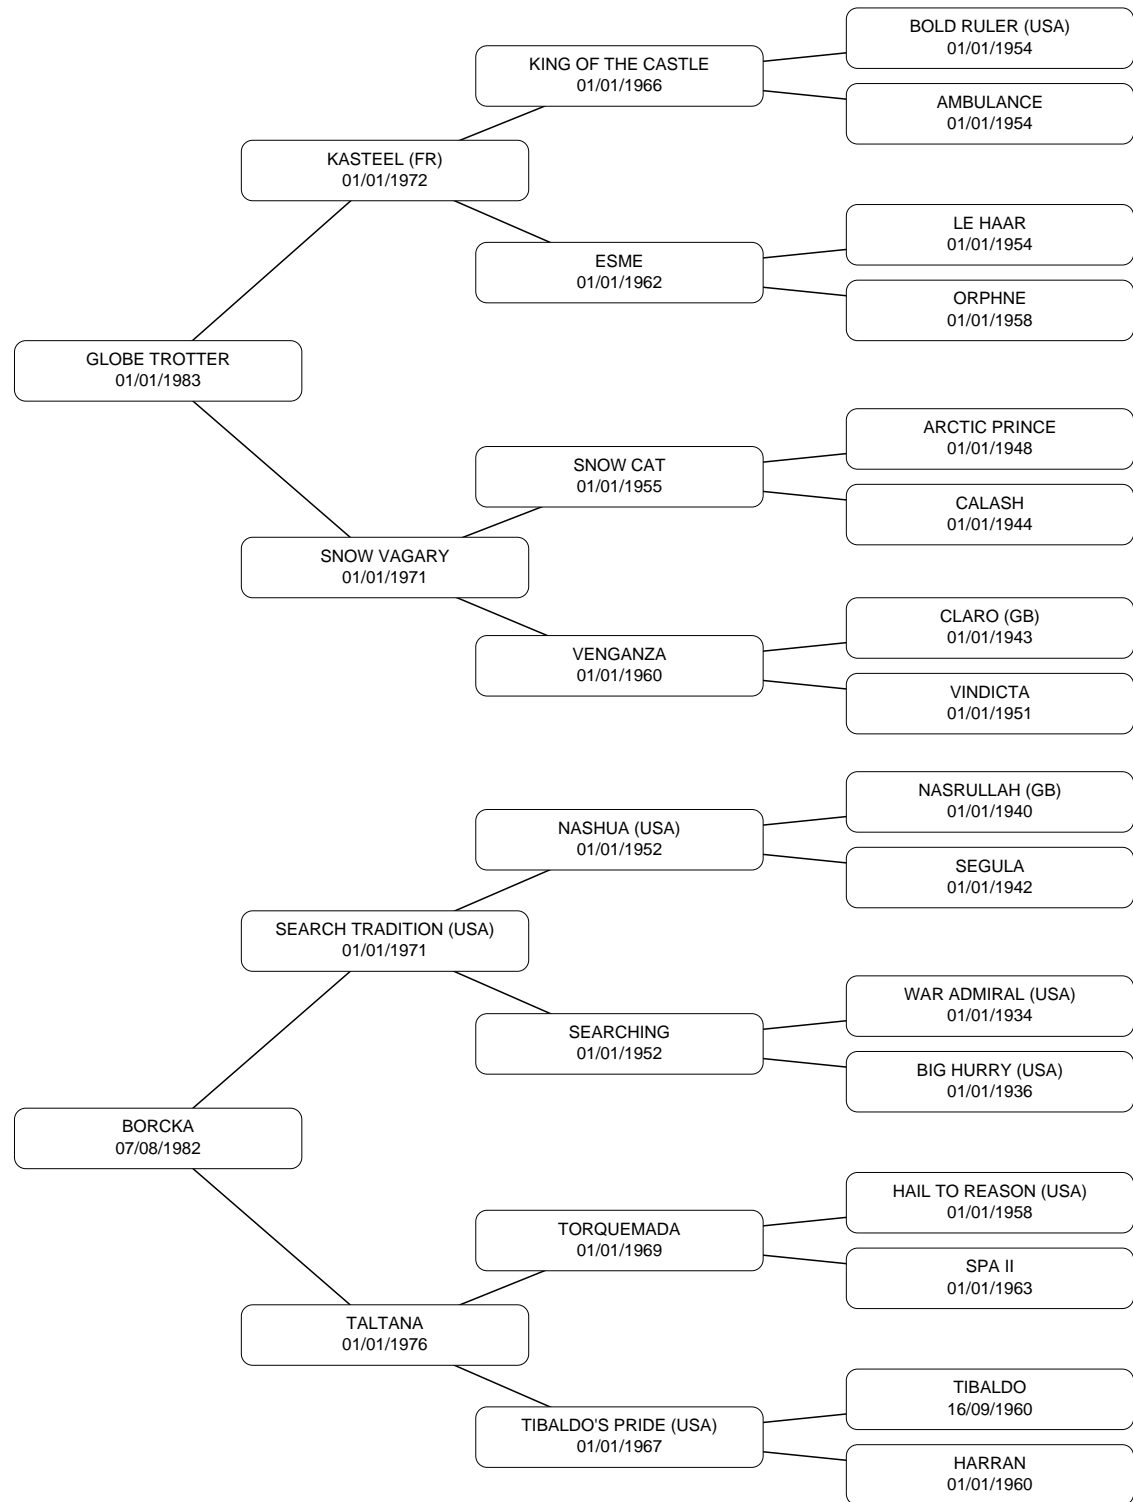 BOLD RULER (USA)
01/01/1954
KING OF THE CASTLE
01/01/1966
AMBULANCE
01/01/1954
KASTEEL (FR)
01/01/1972
LE HAAR
01/01/1954
ESME
01/01/1962
ORPHNE
01/01/1958
GLOBE TROTTER
01/01/1983
ARCTIC PRINCE
01/01/1948
SNOW CAT
01/01/1955
CALASH
01/01/1944
SNOW VAGARY
01/01/1971
CLARO (GB)
01/01/1943
VENGANZA
01/01/1960
VINDICTA
01/01/1951
NASRULLAH (GB)
01/01/1940
NASHUA (USA)
01/01/1952
SEGULA
01/01/1942
SEARCH TRADITION (USA)
01/01/1971
WAR ADMIRAL (USA)
01/01/1934
SEARCHING
01/01/1952
BIG HURRY (USA)
01/01/1936
BORCKA
07/08/1982
HAIL TO REASON (USA)
01/01/1958
TORQUEMADA
01/01/1969
SPA II
01/01/1963
TALTANA
01/01/1976
TIBALDO
16/09/1960
TIBALDO'S PRIDE (USA)
01/01/1967
HARRAN
01/01/1960